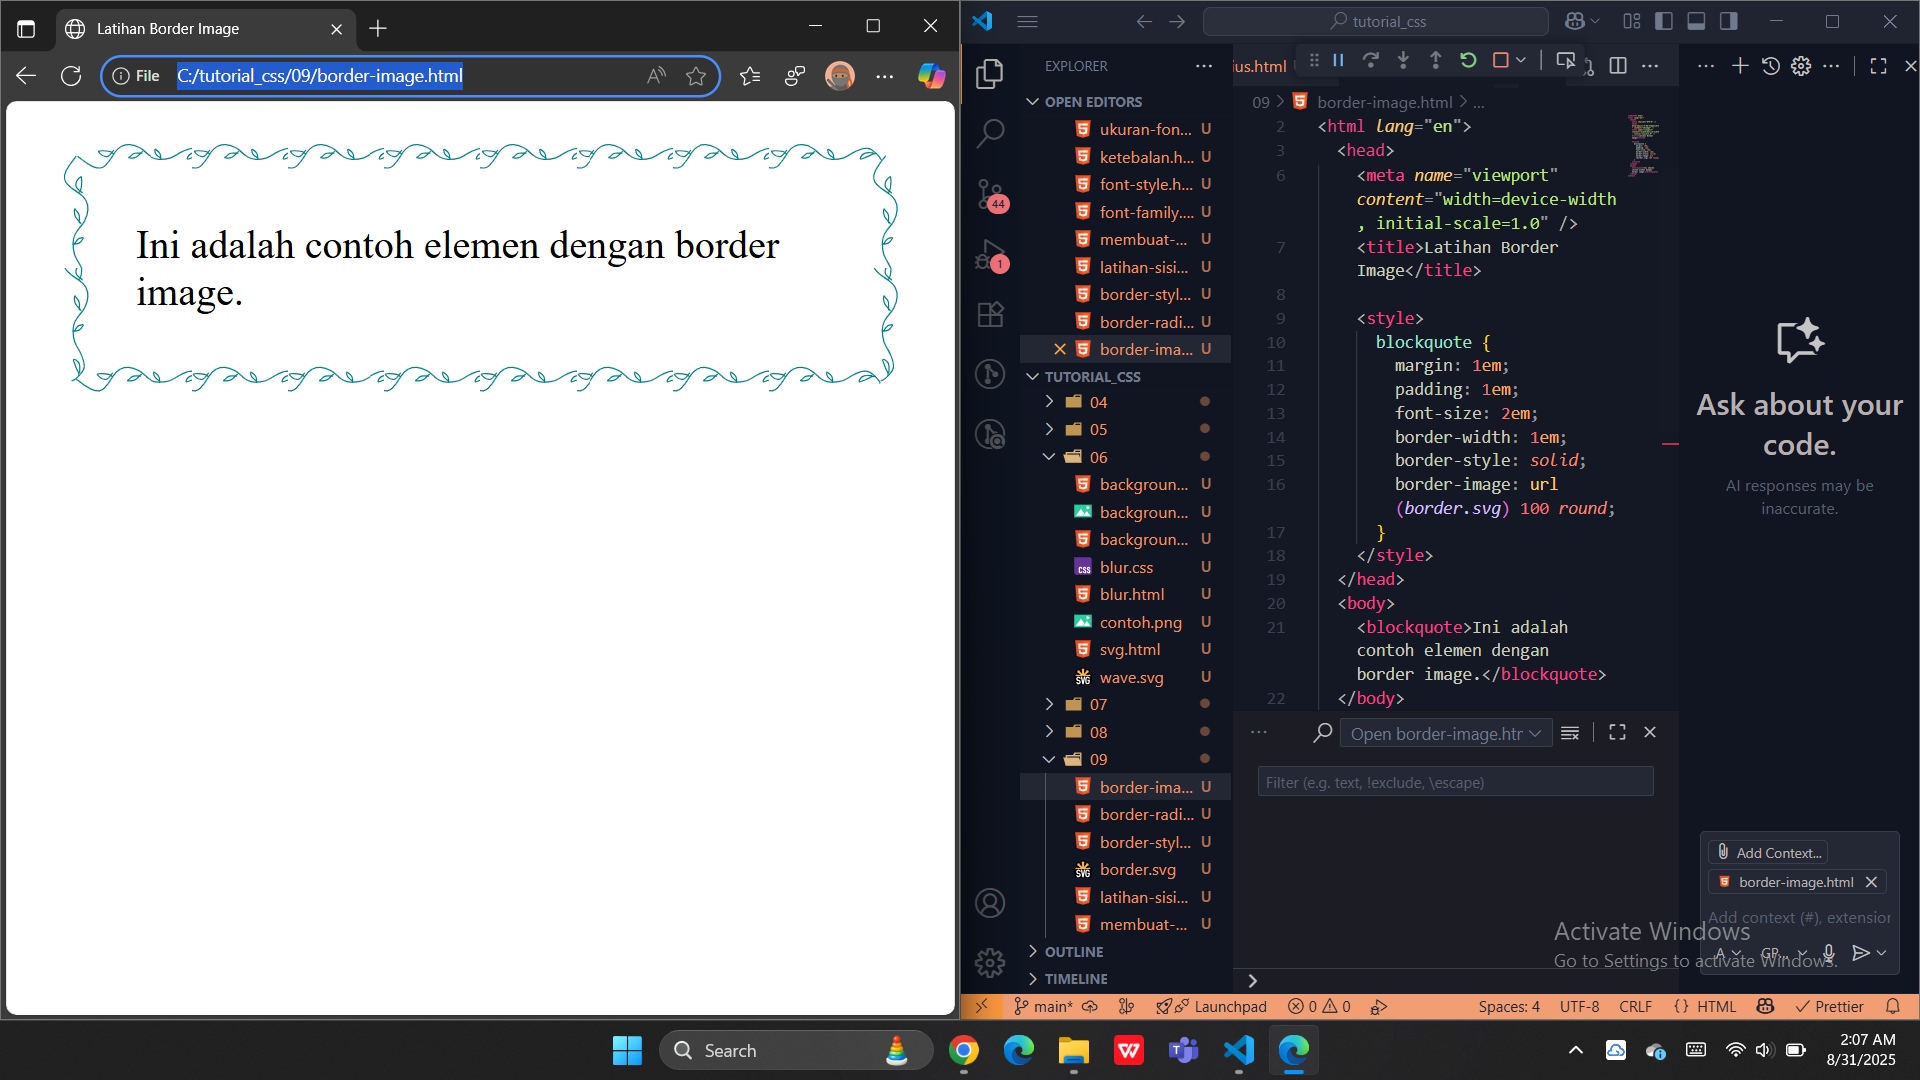 Latihan Border Image
File
C:/tutorial_css/09/border-image.html
Ini adalah contoh elemen dengan border
image.
tutorial_css
EXPLORER
ius.html
OPEN EDITORS
ukuran-fon... U
ketebalan.h... U
font-style.h... U
font-family.... U
membuat-... U
latihan-sisi... U
border-styl... U
border-radi... U
border-ima... U
TUTORIAL_CSS
04
05
06
backgroun... U
backgroun... U
backgroun... U
blur.css U
blur.html U
contoh.png U
svg.html U
wave.svg U
07
08
09
border-ima... U
border-radi... U
border-styl... U
border.svg U
latihan-sisi... U
membuat-... U
OUTLINE
TIMELINE
44
1
09 > border-image.html > ...
2 <html lang="en">
3 <head>
6 <meta name="viewport"
content="width=device-width
, initial-scale=1.0" />
7 <title>Latihan Border
Image</title>
8
9 <style>
10 blockquote {
11 margin: 1em;
12 padding: 1em;
13 font-size: 2em;
14 border-width: 1em;
15 border-style: solid;
16 border-image: url
(border.svg) 100 round;
17 }
18 </style>
19 </head>
20 <body>
21 <blockquote>Ini adalah
contoh elemen dengan
border image.</blockquote>
22 </body>
Open border-image.htr
Filter (e.g. text, !exclude, \escape)
Ask about your
code.
AI responses may be
inaccurate.
Add Context...
border-image.html
Add context (#), extension
A
GP...
Activate Windows
Go to Settings to activate Windows.
main*
Launchpad
0 0
Spaces: 4
UTF-8
CRLF
{} HTML
Prettier
Search
2:07 AM
8/31/2025